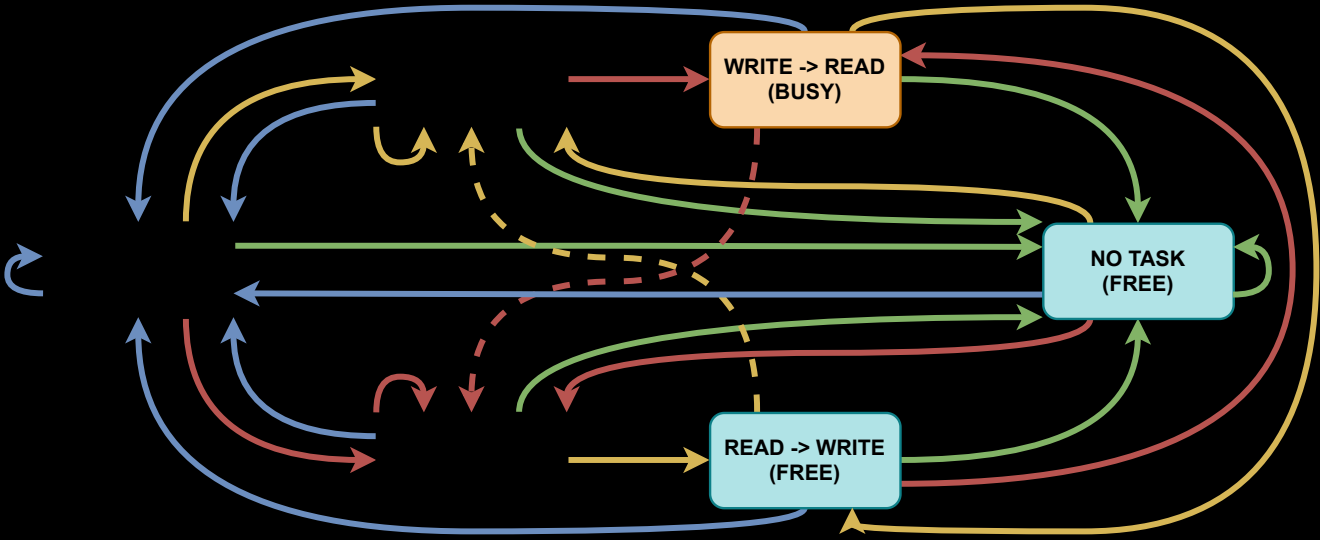 WRITE -> READ
(BUSY)
NO TASK
(FREE)
READ -> WRITE
(FREE)